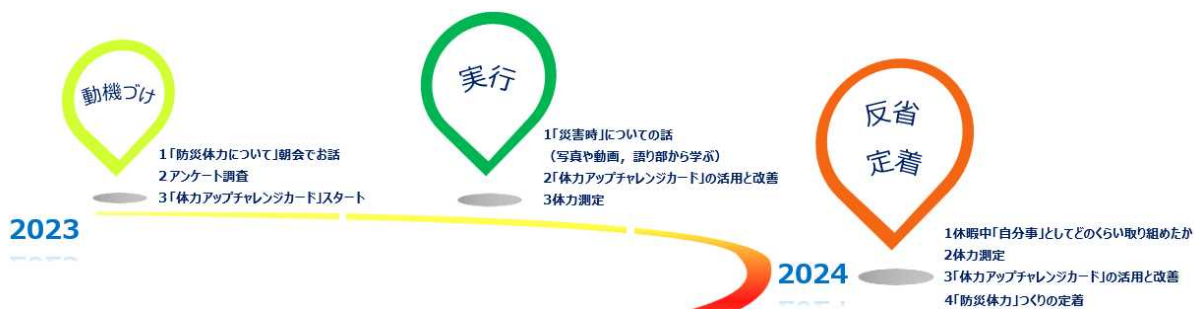 動機づけ
1「防災体力について」朝会でお話
2アンケート調査
3「体力アップチャレンジカード」スタート
2023
実行
1「災害時」についての話
(写真や動画，語り部から学ぶ)
2「体力アップチャレンジカード」の活用と改善
3体力測定
反省
定着
2024
1休暇中「自分事」としてどのくらい取り組めたか
2体力測定
3「体力アップチャレンジカード」の活用と改善
4「防災体力」つくりの定着